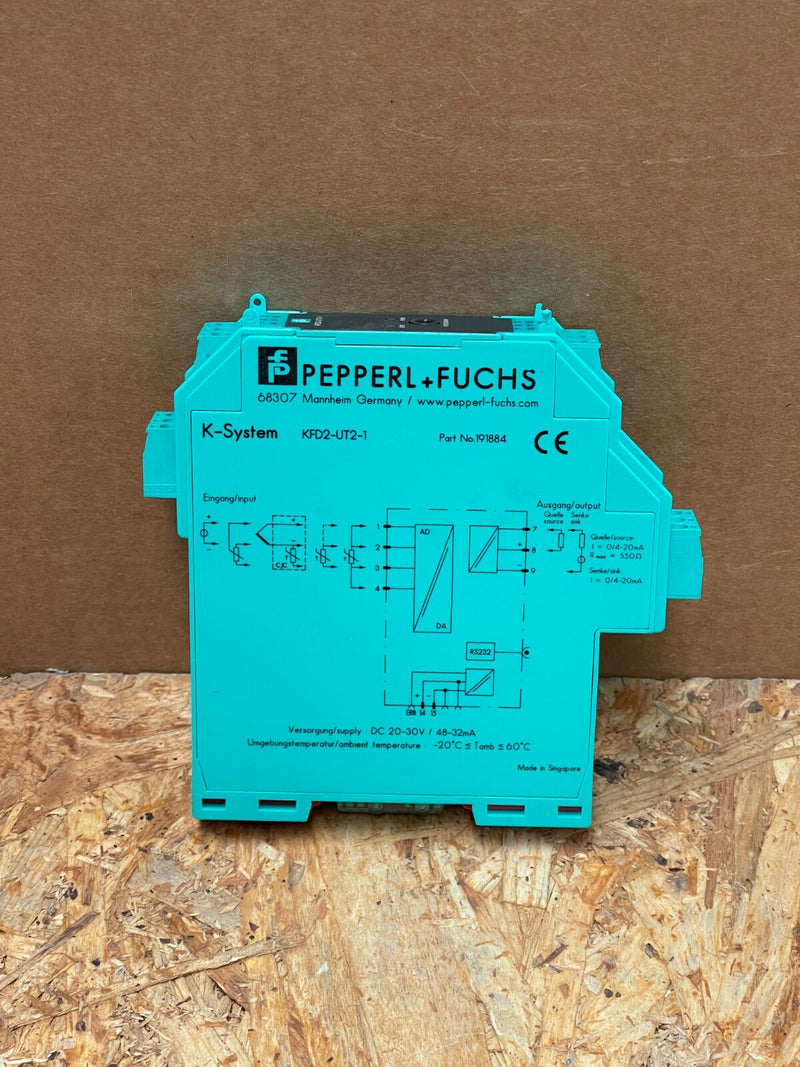 PEPPERL+FUCHS
68307 Mannheim Germany / www.pepperl-fuchs.com
K-System KFD2-UT2-1 Part No.191884 CE
Eingang/input
Ausgang/output
Quelle Senke
source sink
Quelle/source:
I = 0/4-20mA
R = 550Ω
Senke/sink:
I = 0/4-20mA
+ + 1 AD 7
- - 2 + 8
3 - 9
CJC 4
DA
RS232
+ -
ERR 14 15
Versorgung/supply : DC 20-30V / 48-32mA
Umgebungstemperatur/ambient temperature : -20°C ≤ Tamb ≤ 60°C
Made in Singapore